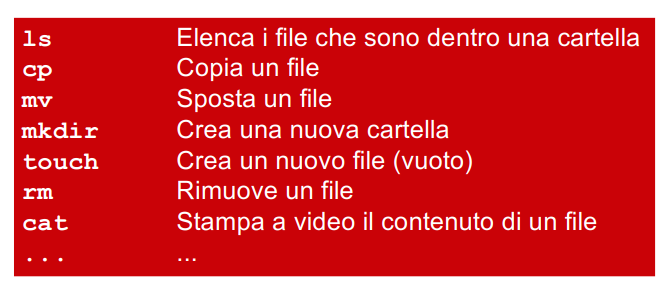 ls Elenca i file che sono dentro una cartella
cp Copia un file
mv Sposta un file
mkdir Crea una nuova cartella
touch Crea un nuovo file (vuoto)
rm Rimuove un file
cat Stampa a video il contenuto di un file
... ...